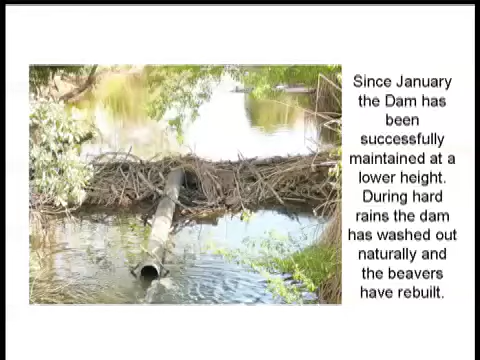 Since January
the Dam has
been
successfully
maintained at a
lower height.
During hard
rains the dam
has washed out
naturally and
the beavers
have rebuilt.